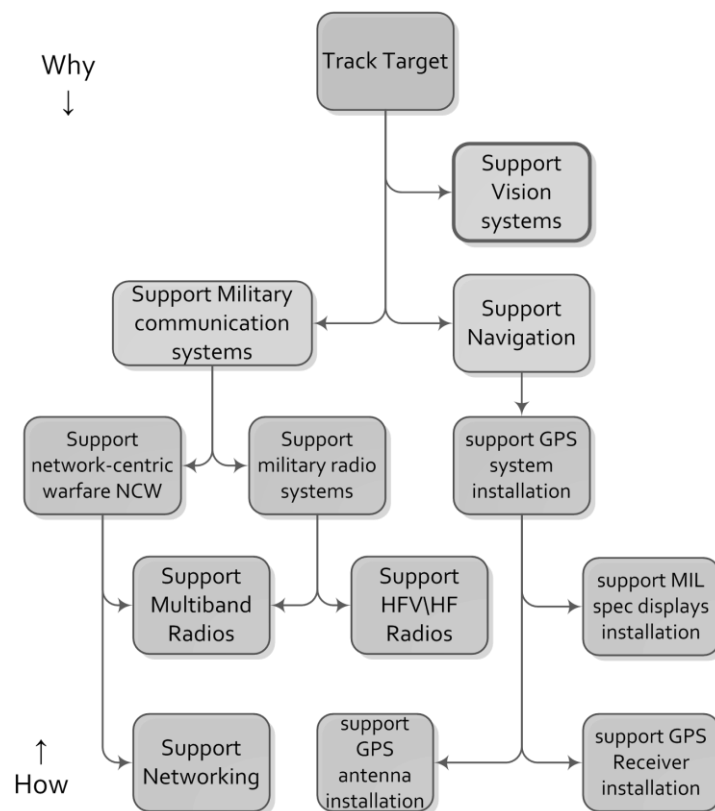 Why
↓
Track Target
Support
Vision
systems
Support Military
communication
systems
Support
Navigation
Support
network-centric
warfare NCW
Support
military radio
systems
support GPS
system
installation
Support
Multiband
Radios
Support
HFV\HF
Radios
support MIL
spec displays
installation
↑
How
Support
Networking
support
GPS
antenna
installation
support GPS
Receiver
installation